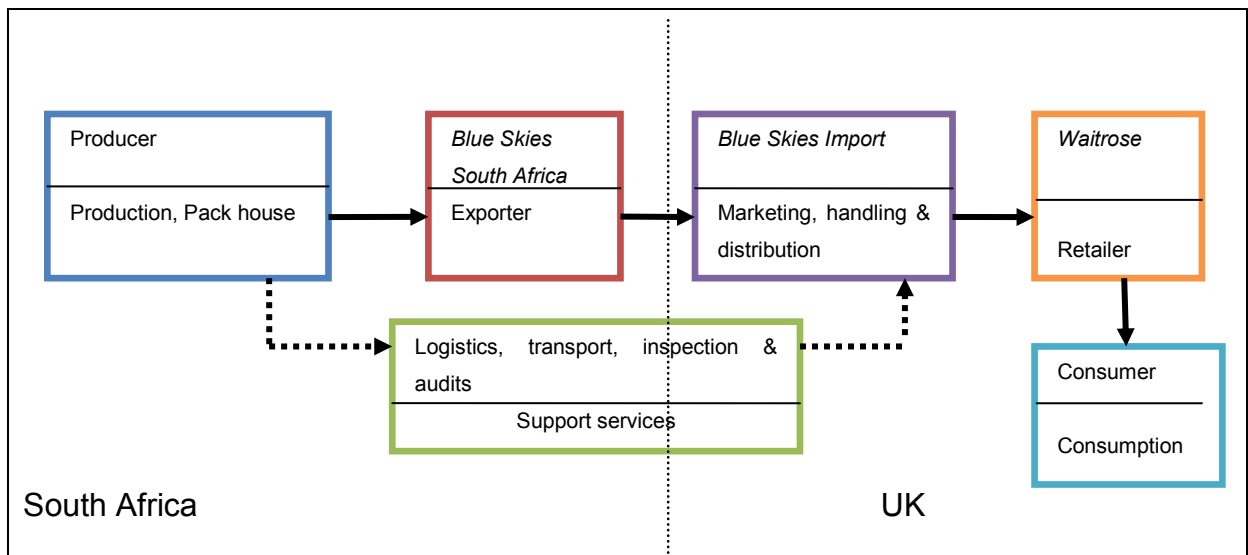 Producer
Production, Pack house
Blue Skies
South Africa
Exporter
Blue Skies Import
Marketing, handling &
distribution
Waitrose
Retailer
Logistics, transport, inspection &
audits
Support services
Consumer
Consumption
South Africa
UK